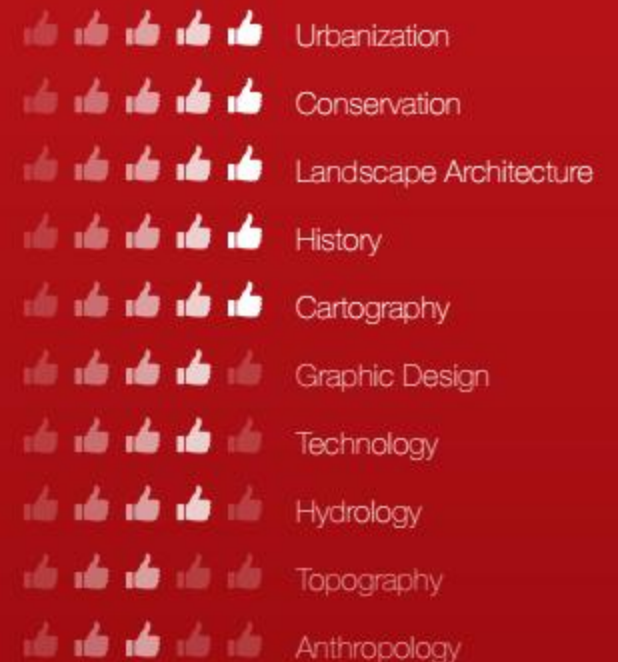 Urbanization
Conservation
Landscape Architecture
History
Cartography
Graphic Design
Technology
Hydrology
Topography
Anthropology